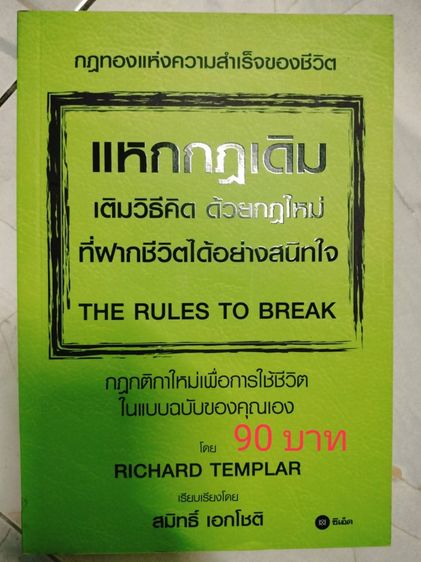 กฎทองแห่งความสำเร็จของชีวิต
แหกกฎเดิม
เติมวิธีคิด ด้วยกฎใหม่
ที่ฝากชีวิตได้อย่างสนิทใจ
THE RULES TO BREAK
กฎกติกาใหม่เพื่อการใช้ชีวิต
ในแบบฉบับของคุณเอง
โดย 90 บาท
RICHARD TEMPLAR
เรียบเรียงโดย
สมิทธิ์ เอกโชติ
ซีเอ็ด